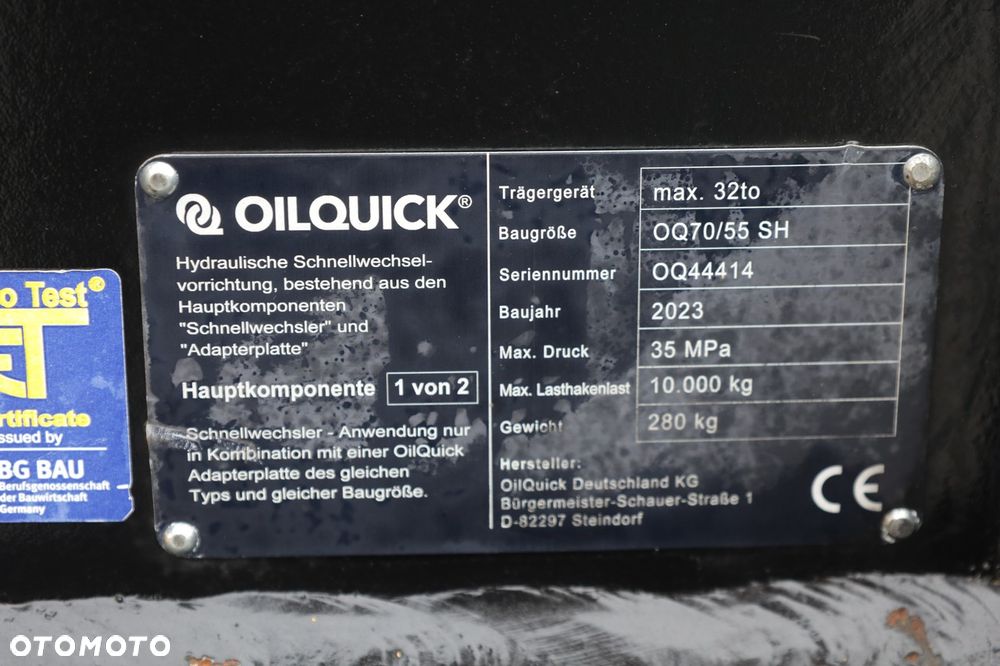 OILQUICK®
Hydraulische Schnellwechsel-
vorrichtung, bestehend aus den
Hauptkomponenten
"Schnellwechsler" und
"Adapterplatte"
Hauptkomponente 1 von 2
Schnellwechsler - Anwendung nur
in Kombination mit einer OilQuick
Adapterplatte des gleichen
Typs und gleicher Baugröße.
Trägergerät max. 32to
Baugröße OQ70/55 SH
Seriennummer OQ44414
Baujahr 2023
Max. Druck 35 MPa
Max. Lasthakenlast 10.000 kg
Gewicht 280 kg
Hersteller:
OilQuick Deutschland KG
Bürgermeister-Schauer-Straße 1
D-82297 Steindorf
CE
o Test®
ET
ertificate
ssued by
BG BAU
Berufsgenossenschaft
der Bauwirtschaft
Germany
OTOMOTO